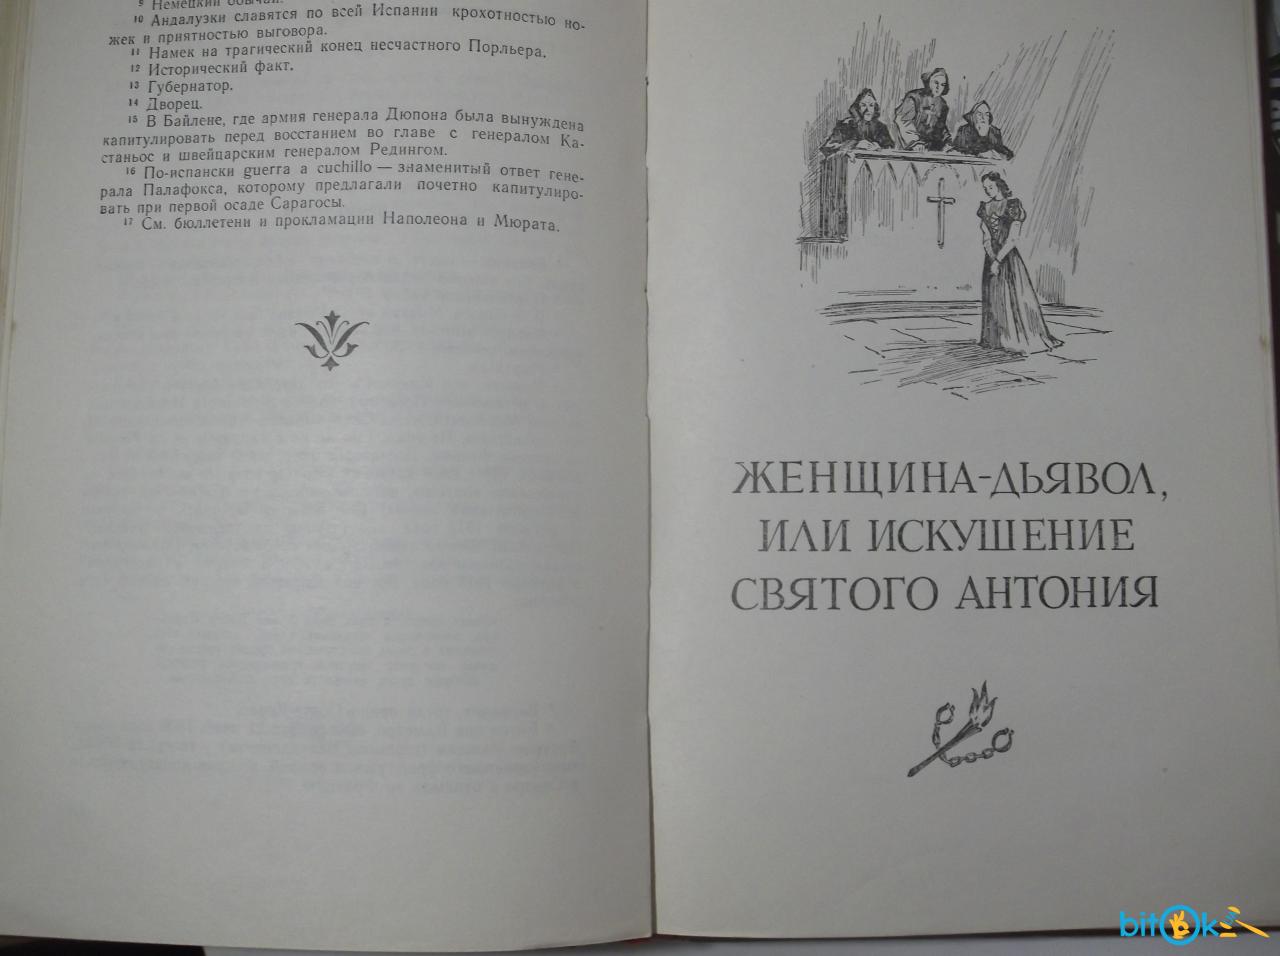 ⁹ Немецкий обычай.
¹⁰ Андалузки славятся по всей Испании крохотностью но-
жек и приятностью выговора.
¹¹ Намек на трагический конец несчастного Порльера.
¹² Исторический факт.
¹³ Губернатор.
¹⁴ Дворец.
¹⁵ В Байлене, где армия генерала Дюпона была вынуждена
капитулировать перед восстанием во главе с генералом Ка-
станьос и швейцарским генералом Редингом.
¹⁶ По-испански guerra a cuchillo — знаменитый ответ гене-
рала Палафокса, которому предлагали почетно капитулиро-
вать при первой осаде Сарагосы.
¹⁷ См. бюллетени и прокламации Наполеона и Мюрата.
ЖЕНЩИНА-ДЬЯВОЛ,
ИЛИ ИСКУШЕНИЕ
СВЯТОГО АНТОНИЯ
bitOk